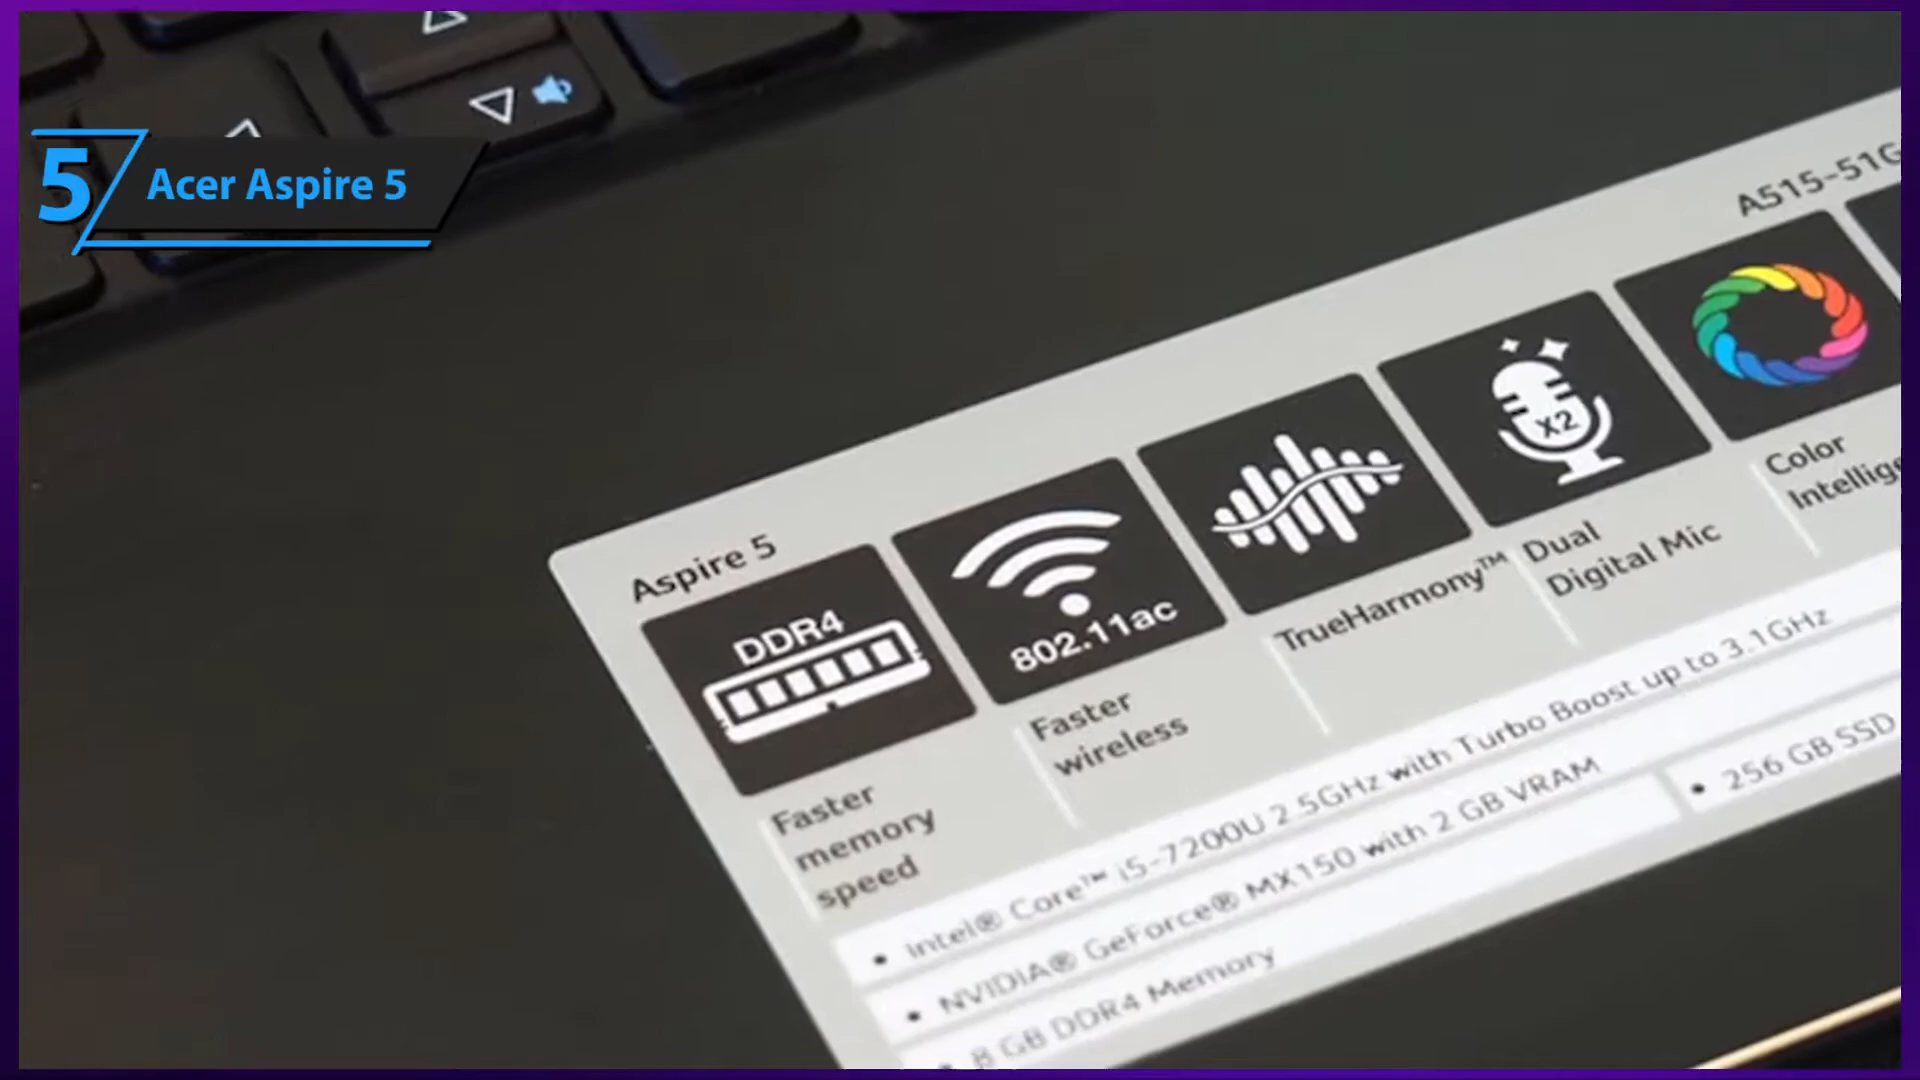 5
Acer Aspire 5
A515-51G
Aspire 5
DDR4
802.11ac
X2
Faster
memory
speed
Faster
wireless
TrueHarmony™
Dual
Digital Mic
Color
Intellige
• Intel® Core™ i5-7200U 2.5GHz with Turbo Boost up to 3.1GHz
• NVIDIA® GeForce® MX150 with 2 GB VRAM
• 256 GB SSD
• 8 GB DDR4 Memory